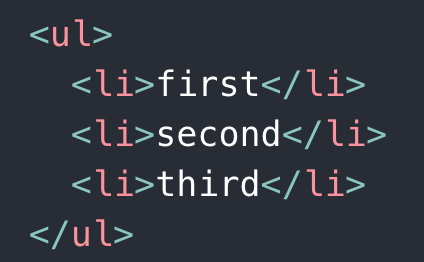 <ul>
<li>first</li>
<li>second</li>
<li>third</li>
</ul>